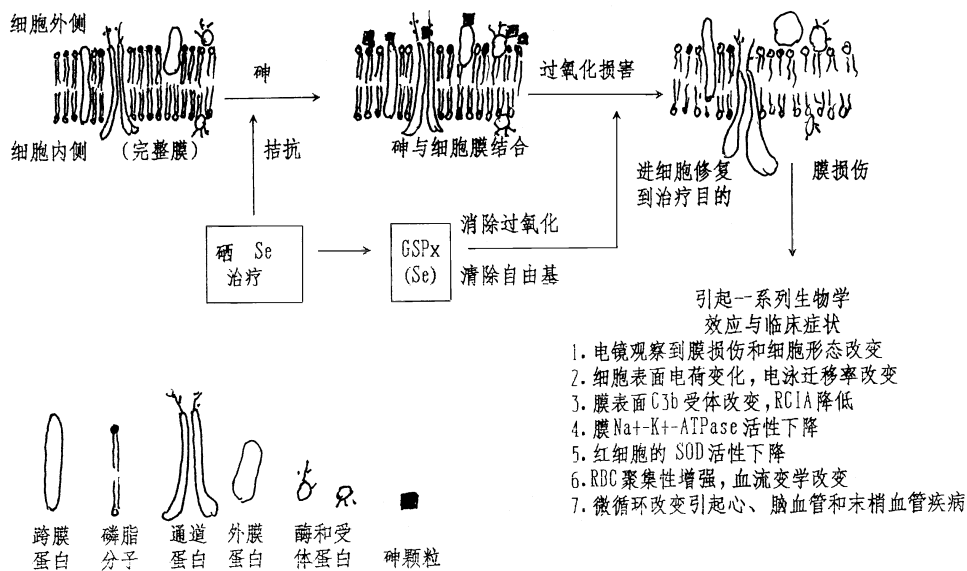 细胞外侧
砷
过氧化损害
细胞内侧
(完整膜)
拮抗
砷与细胞膜结合
进细胞修复
到治疗目的
膜损伤
硒 Se
治疗
GSPx
(Se)
消除过氧化
清除自由基
引起一系列生物学
效应与临床症状
1.电镜观察到膜损伤和细胞形态改变
2.细胞表面电荷变化,电泳迁移率改变
3.膜表面C3b受体改变,RCIA降低
4.膜Na+-K+-ATPase活性下降
5.红细胞的SOD活性下降
6.RBC聚集性增强,血流变学改变
7.微循环改变引起心、脑血管和末梢血管疾病
跨膜
蛋白
磷脂
分子
通道
蛋白
外膜
蛋白
酶和受
体蛋白
砷颗粒